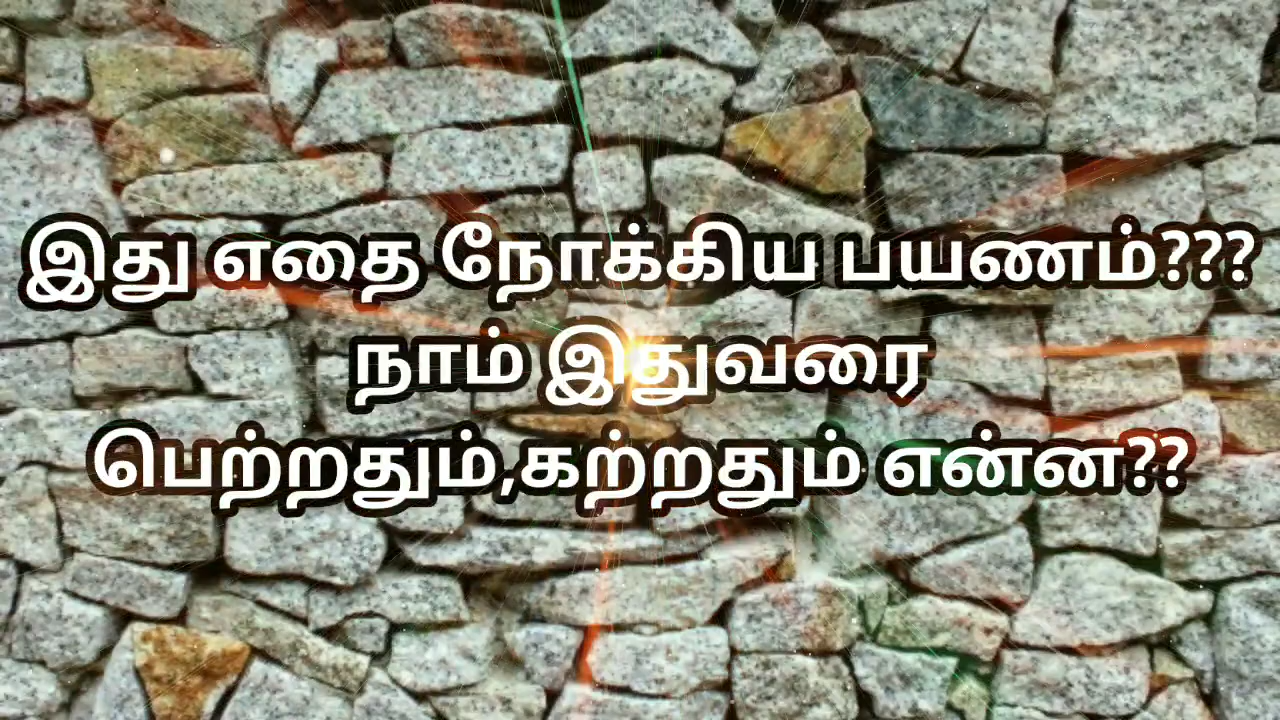 இது எதை நோக்கிய பயணம்???
நாம் இதுவரை
பெற்றதும்,கற்றதும் என்ன??